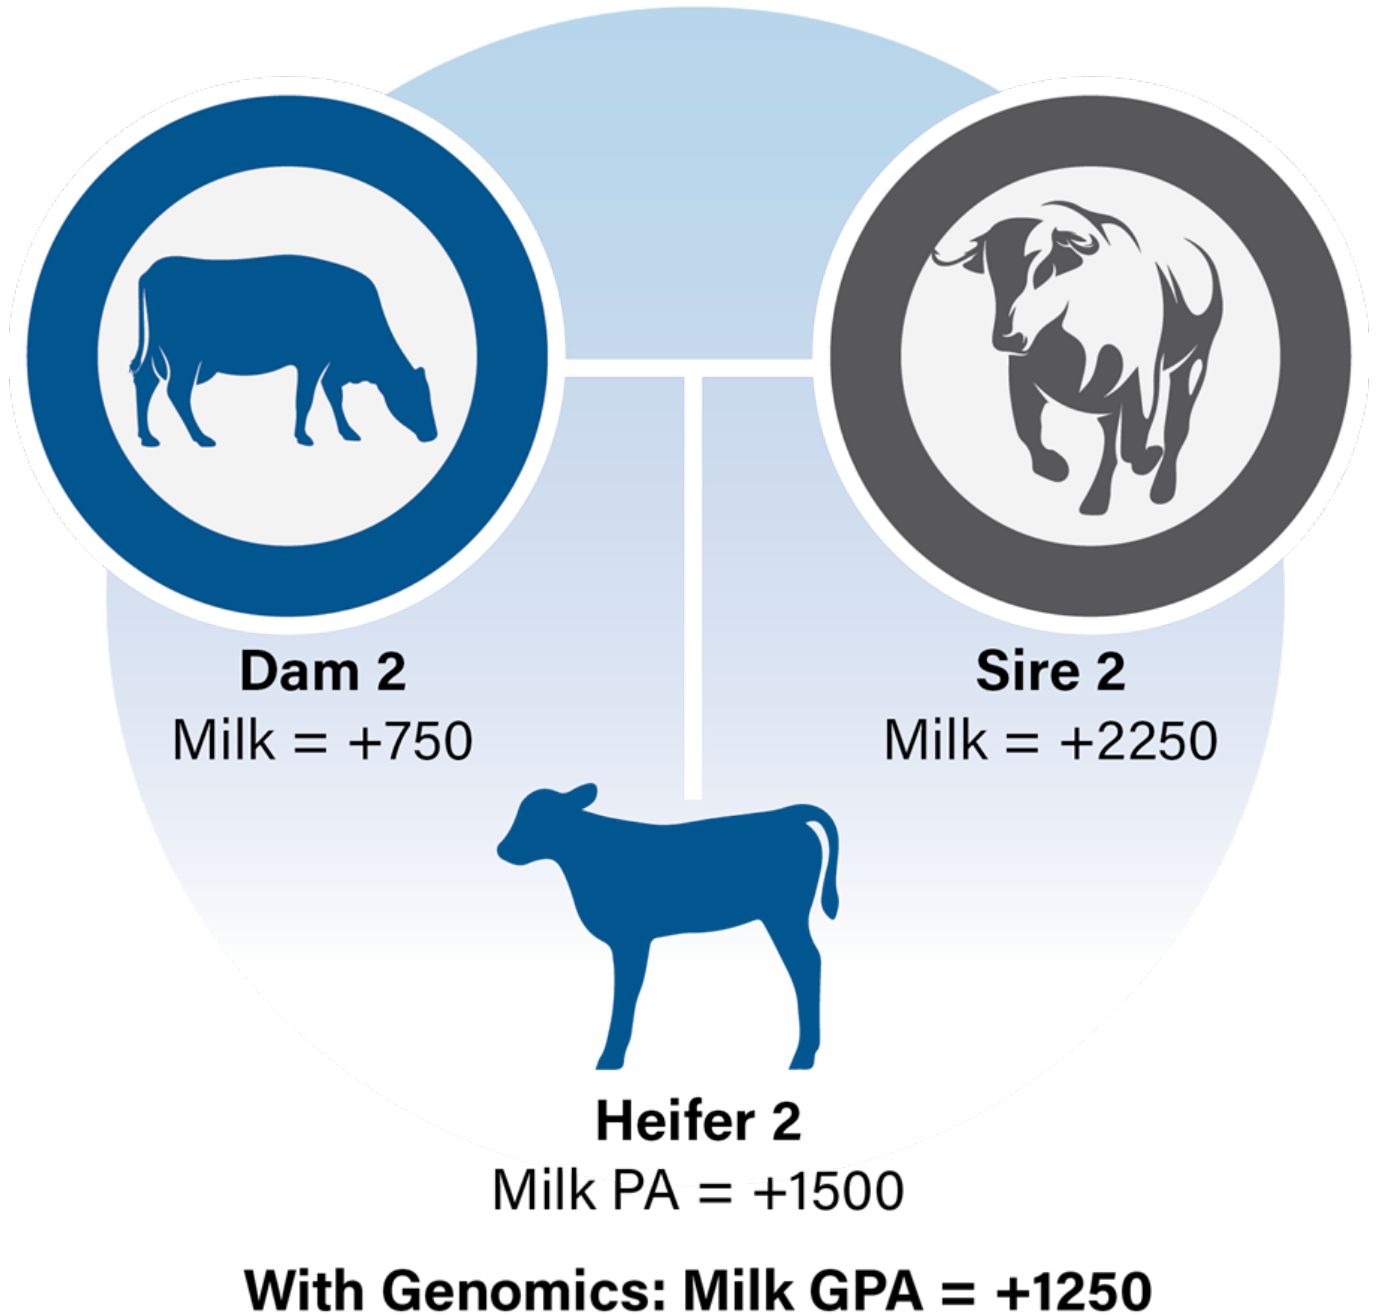 Dam 2
Milk = +750
Sire 2
Milk = +2250
Heifer 2
Milk PA = +1500
With Genomics: Milk GPA = +1250